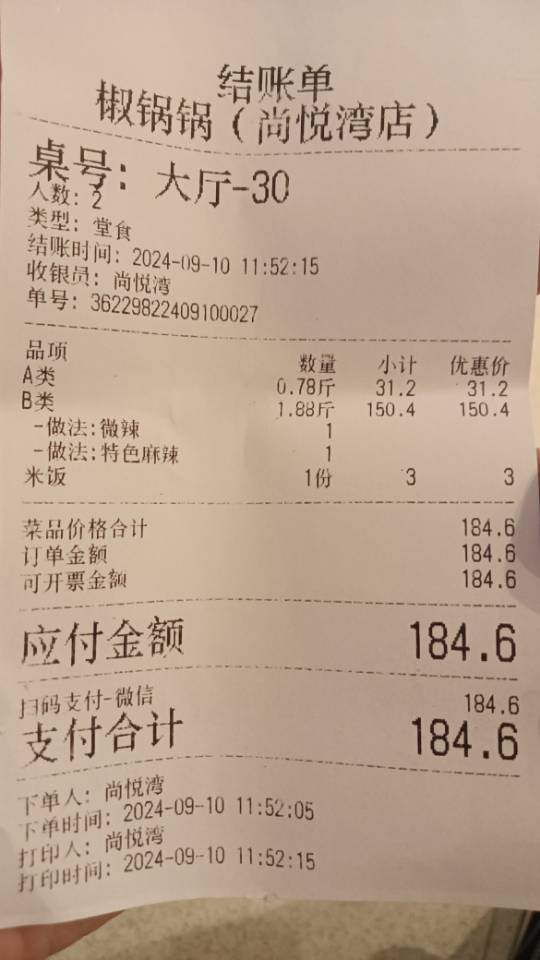 结账单
椒锅锅（尚悦湾店）
桌号：大厅-30
人数：2
类型：堂食
结账时间：2024-09-10 11:52:15
收银员：尚悦湾
单号：36229822409100027
品项 数量 小计 优惠价
A类 0.78斤 31.2 31.2
B类 1.88斤 150.4 150.4
-做法:微辣 1
-做法:特色麻辣 1
米饭 1份 3 3
菜品价格合计 184.6
订单金额 184.6
可开票金额 184.6
应付金额 184.6
扫码支付-微信 184.6
支付合计 184.6
下单人：尚悦湾
下单时间：2024-09-10 11:52:05
打印人：尚悦湾
打印时间：2024-09-10 11:52:15